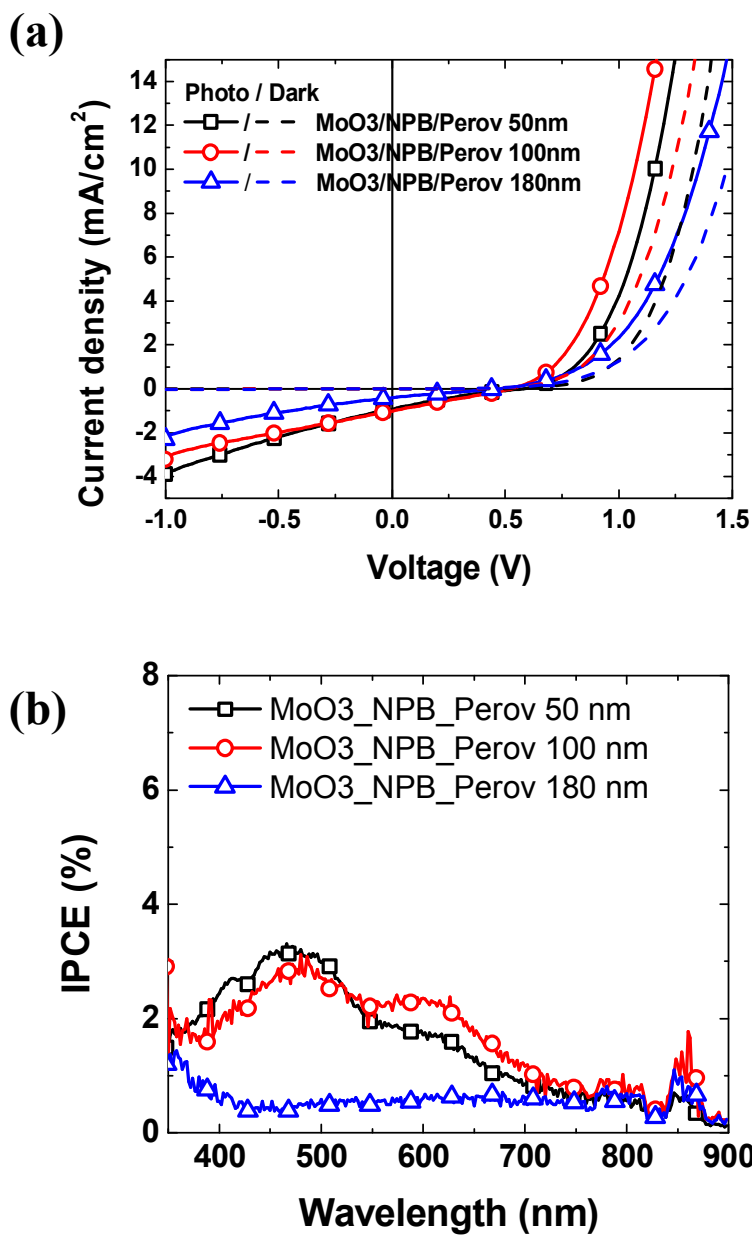 (a)
Photo / Dark
/ MoO3/NPB/Perov 50nm
/ MoO3/NPB/Perov 100nm
/ MoO3/NPB/Perov 180nm
14
12
10
8
6
4
2
0
-2
-4
-1.0 -0.5 0.0 0.5 1.0 1.5
Current density (mA/cm²)
Voltage (V)
(b)
MoO3_NPB_Perov 50 nm
MoO3_NPB_Perov 100 nm
MoO3_NPB_Perov 180 nm
8
6
4
2
0
400 500 600 700 800 900
IPCE (%)
Wavelength (nm)